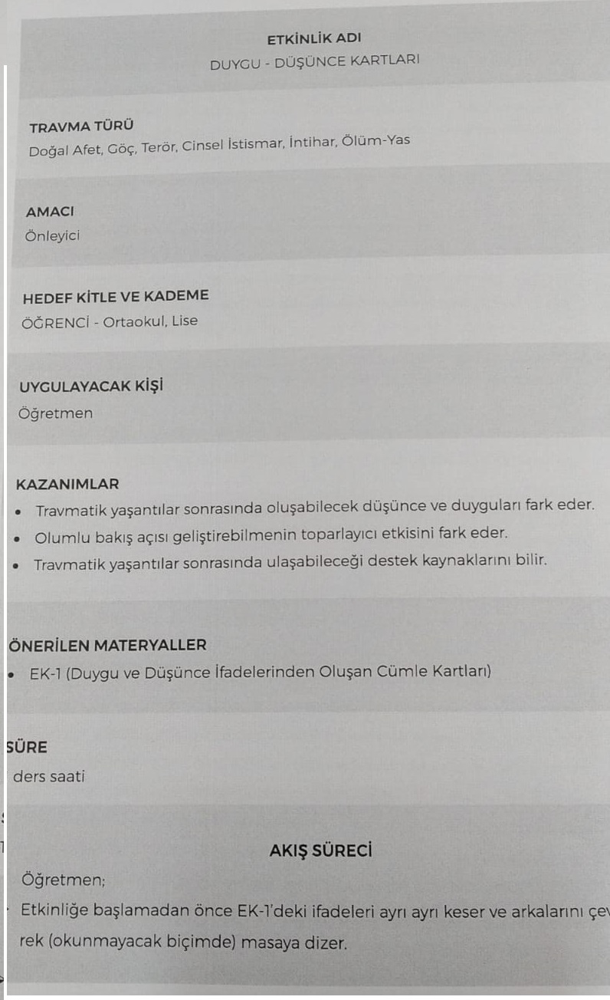 ETKİNLİK ADI
DUYGU - DÜŞÜNCE KARTLARI
TRAVMA TÜRÜ
Doğal Afet, Göç, Terör, Cinsel İstismar, İntihar, Ölüm-Yas
AMACI
Önleyici
HEDEF KİTLE VE KADEME
ÖĞRENCİ - Ortaokul, Lise
UYGULAYACAK KİŞİ
Öğretmen
KAZANIMLAR
• Travmatik yaşantılar sonrasında oluşabilecek düşünce ve duyguları fark eder.
• Olumlu bakış açısı geliştirebilmenin toparlayıcı etkisini fark eder.
• Travmatik yaşantılar sonrasında ulaşabileceği destek kaynaklarını bilir.
ÖNERİLEN MATERYALLER
• EK-1 (Duygu ve Düşünce İfadelerinden Oluşan Cümle Kartları)
SÜRE
ders saati
AKIŞ SÜRECİ
Öğretmen;
Etkinliğe başlamadan önce EK-1'deki ifadeleri ayrı ayrı keser ve arkalarını çev
rek (okunmayacak biçimde) masaya dizer.